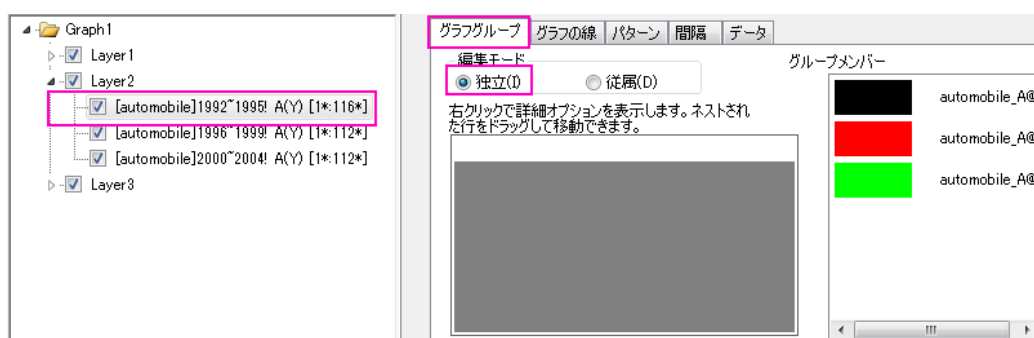 Graph1
Layer1
Layer2
[automobile]1992~1995! A(Y) [1*:116*]
[automobile]1996~1999! A(Y) [1*:112*]
[automobile]2000~2004! A(Y) [1*:112*]
Layer3
グラフグループ グラフの線 パターン 間隔 データ
編集モード
独立(I) 従属(D)
右クリックで詳細オプションを表示します。ネストされ
た行をドラッグして移動できます。
グループメンバー
automobile_A@
automobile_A@
automobile_A@